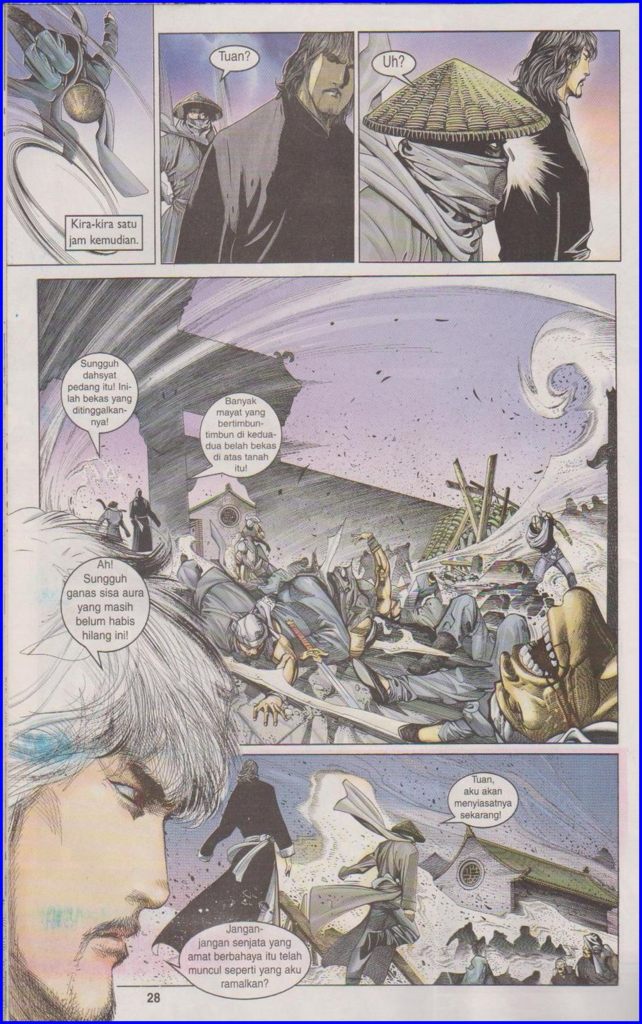 Kira-kira satu
jam kemudian.
Tuan?
Uh?
Sungguh
dahsyat
pedang itu! Ini-
lah bekas yang
ditinggalkan-
nya!
Banyak
mayat yang
bertimbun-
timbun di kedua-
dua belah bekas
di atas tanah
itu!
Ah!
Sungguh
ganas sisa aura
yang masih
belum habis
hilang ini!
Tuan,
aku akan
menyiasatnya
sekarang!
Jangan-
jangan senjata yang
amat berbahaya itu telah
muncul seperti yang aku
ramalkan?
28